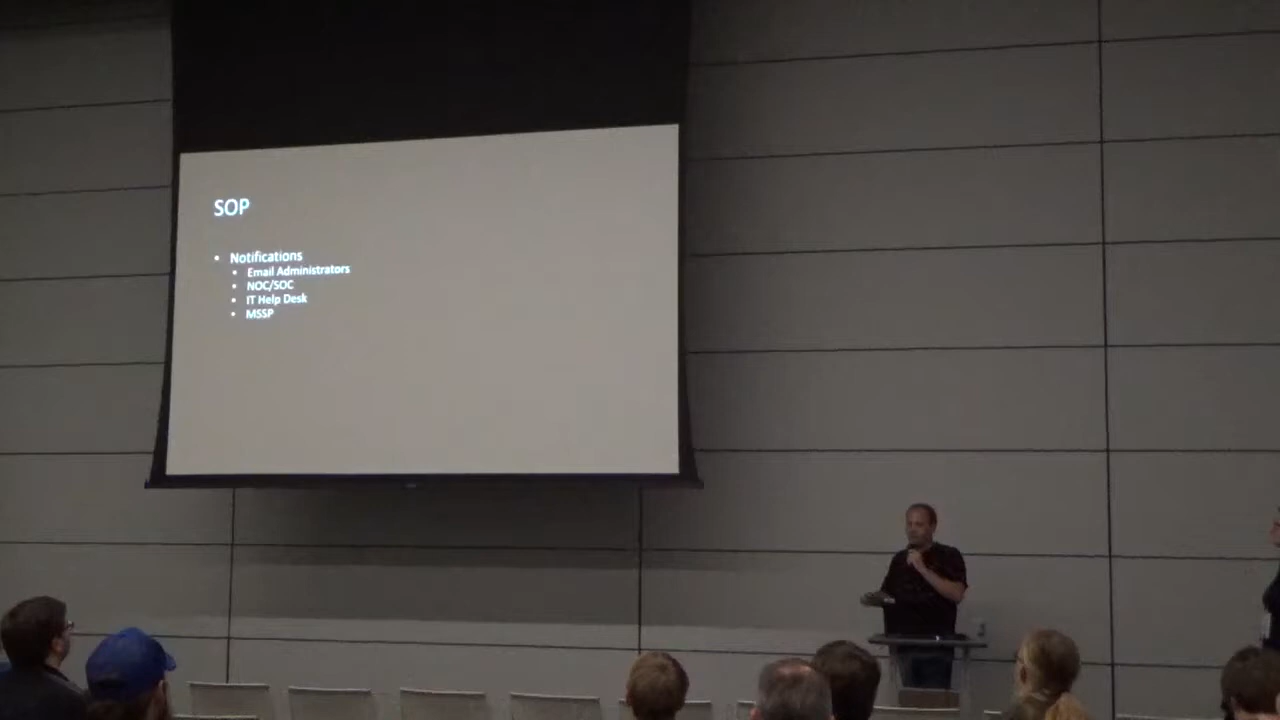 SOP
• Notifications
• Email Administrators
• NOC/SOC
• IT Help Desk
• MSSP